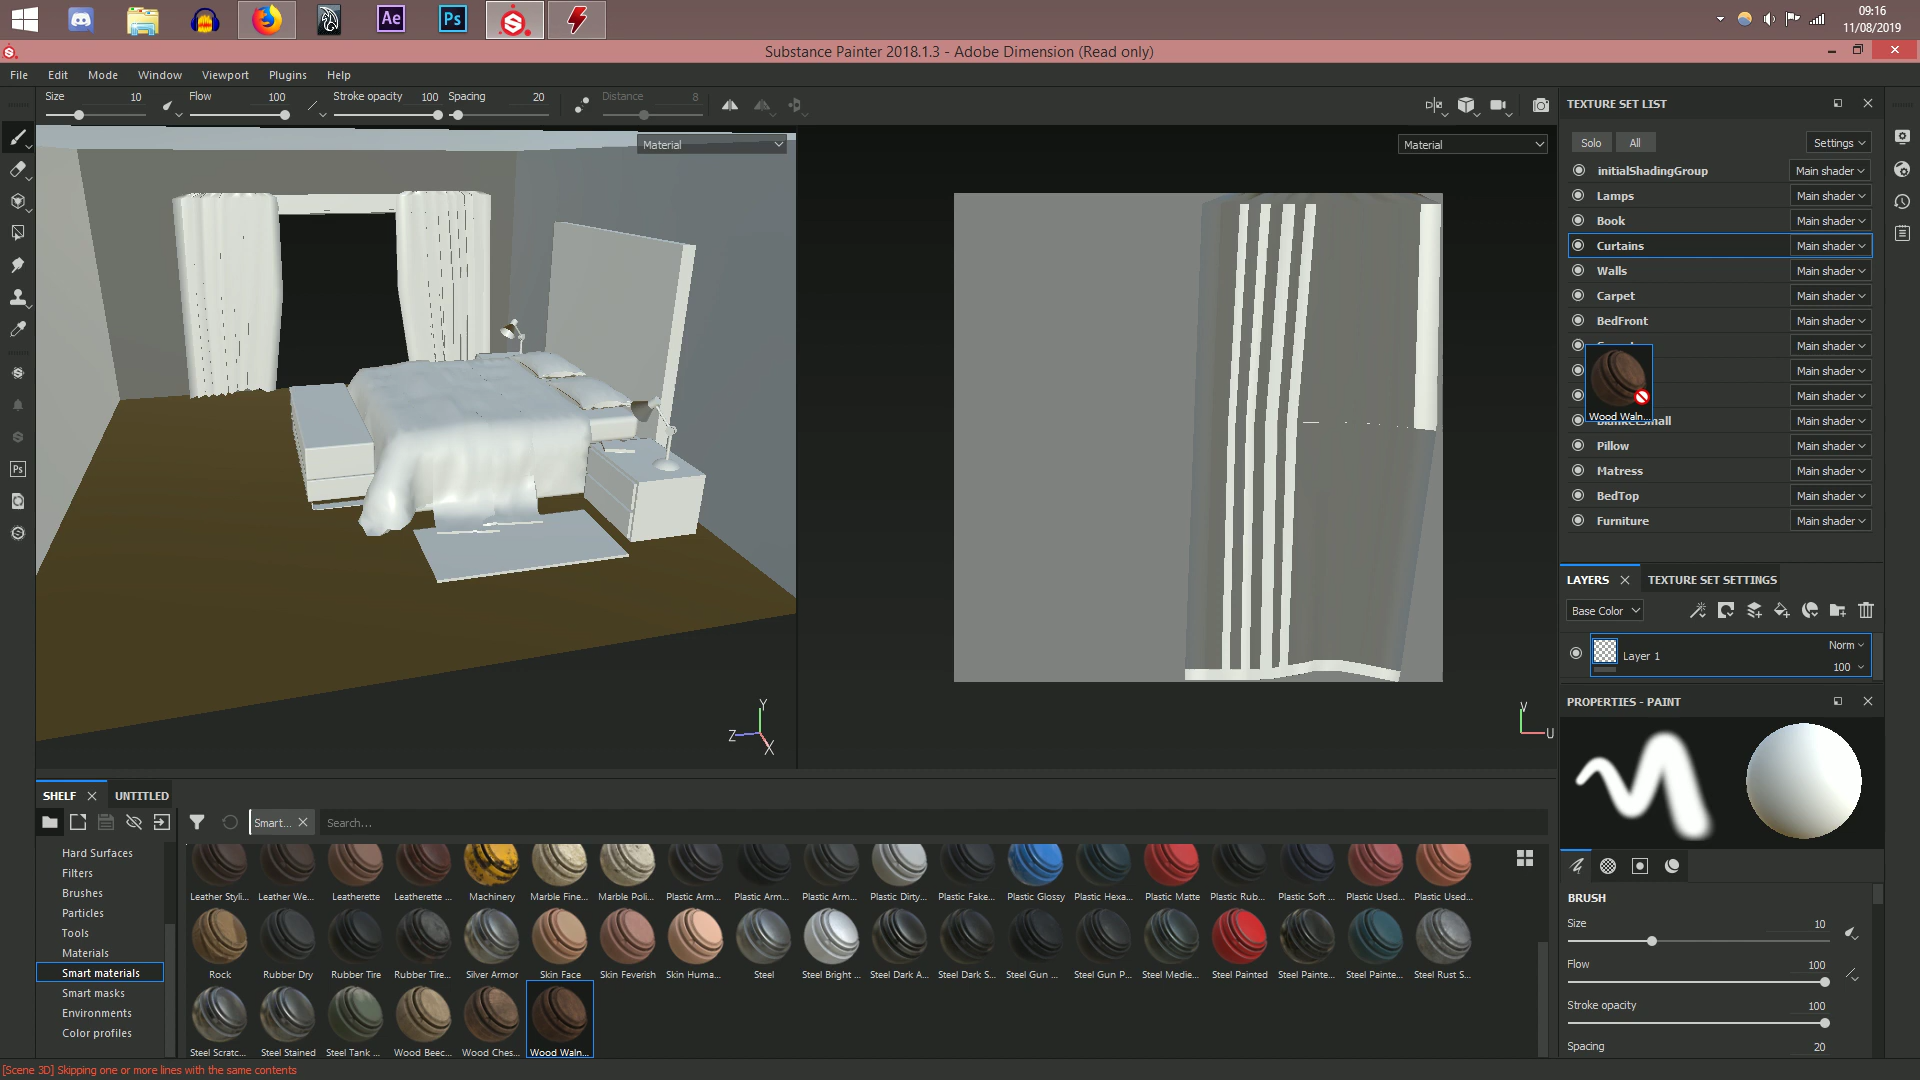 Ae
Ps
09:16
11/08/2019
Substance Painter 2018.1.3 - Adobe Dimension (Read only)
File Edit Mode Window Viewport Plugins Help
Size 10 Flow 100 Stroke opacity 100 Spacing 20 Distance 8
Material
Material
Z Y X
V U
TEXTURE SET LIST
Solo All Settings
initialShadingGroup Main shader
Lamps Main shader
Book Main shader
Curtains Main shader
Walls Main shader
Carpet Main shader
BedFront Main shader
Main shader
Main shader
Main shader
Wood Waln...
Main shader
Pillow Main shader
Matress Main shader
BedTop Main shader
Furniture Main shader
LAYERS TEXTURE SET SETTINGS
Base Color
Layer 1 Norm
100
PROPERTIES - PAINT
BRUSH
Size 10
Flow 100
Stroke opacity 100
Spacing 20
Ps
SHELF UNTITLED
Smart... Search...
Hard Surfaces
Filters
Brushes
Particles
Tools
Materials
Smart materials
Smart masks
Environments
Color profiles
Leather Styli... Leather We... Leatherette Leatherette ... Machinery Marble Fine... Marble Poli... Plastic Arm... Plastic Arm... Plastic Arm... Plastic Dirty... Plastic Fake... Plastic Glossy Plastic Hexa... Plastic Matte Plastic Rub... Plastic Soft ... Plastic Used... Plastic Used...
Rock Rubber Dry Rubber Tire Rubber Tire... Silver Armor Skin Face Skin Feverish Skin Huma... Steel Steel Bright ... Steel Dark A... Steel Dark S... Steel Gun ... Steel Gun P... Steel Medie... Steel Painted Steel Painte... Steel Painte... Steel Rust S...
Steel Scratc... Steel Stained Steel Tank ... Wood Beec... Wood Ches... Wood Waln...
[Scene 3D] Skipping one or more lines with the same contents